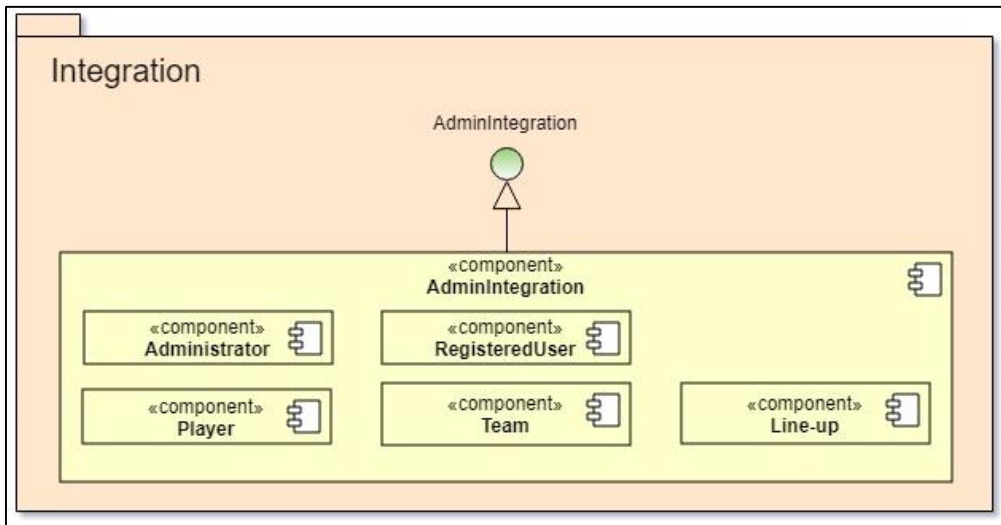 Integration
AdminIntegration
«component»
AdminIntegration
«component»
Administrator
«component»
RegisteredUser
«component»
Player
«component»
Team
«component»
Line-up